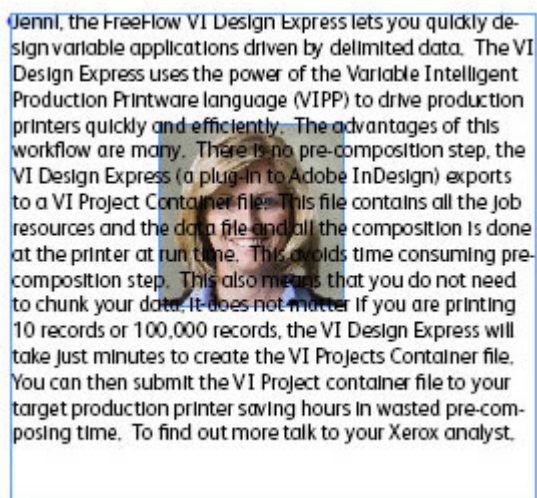 Jenni, the FreeFlow VI Design Express lets you quickly de-
sign variable applications driven by delimited data. The VI
Design Express uses the power of the Variable Intelligent
Production Printware language (VIPP) to drive production
printers quickly and efficiently. The advantages of this
workflow are many. There is no pre-composition step, the
VI Design Express (a plug-in to Adobe InDesign) exports
to a VI Project Container file. This file contains all the job
resources and the data file and all the composition is done
at the printer at run time. This avoids time consuming pre-
composition step. This also means that you do not need
to chunk your data, it does not matter if you are printing
10 records or 100,000 records, the VI Design Express will
take just minutes to create the VI Projects Container file.
You can then submit the VI Project container file to your
target production printer saving hours in wasted pre-com-
posing time. To find out more talk to your Xerox analyst.